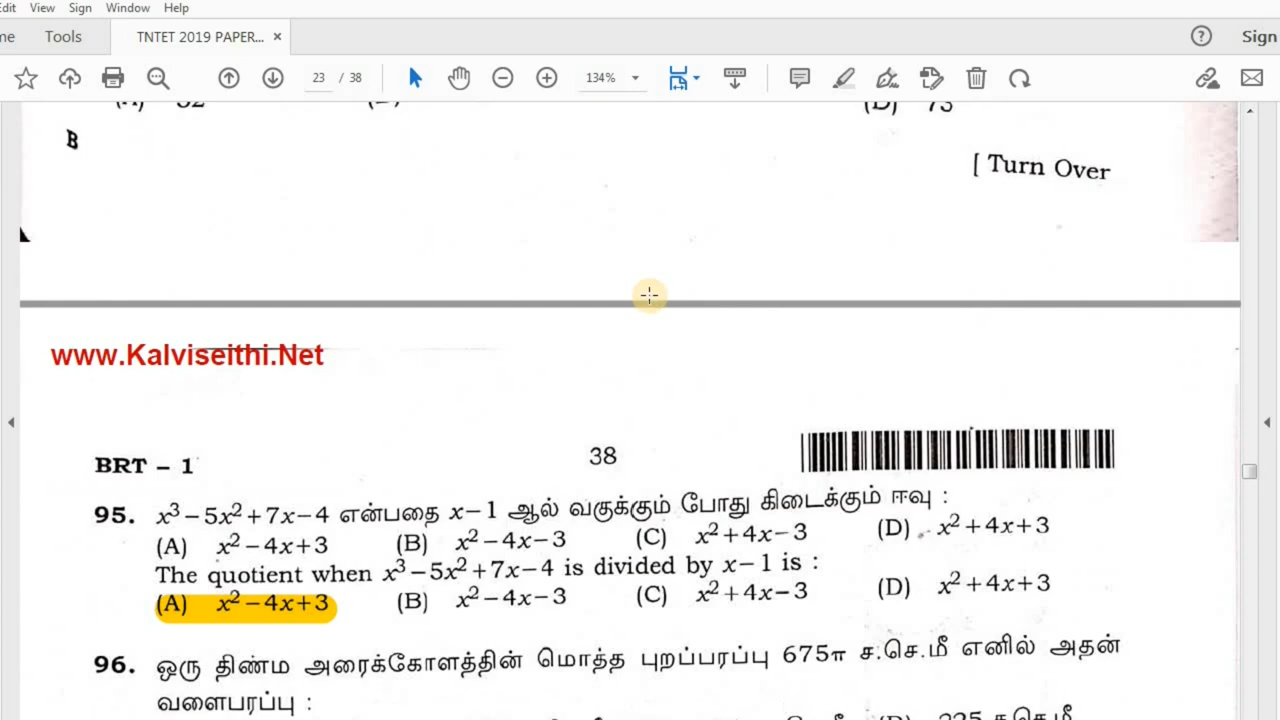 Edit View Sign Window Help
me Tools TNTET 2019 PAPER... × Sign
23 / 38 134%
(A) 52 (D) 73
B
[ Turn Over
www.Kalviseithi.Net
BRT – 1 38
95. x³ – 5x² + 7x – 4 என்பதை x – 1 ஆல் வகுக்கும் போது கிடைக்கும் ஈவு :
(A) x² – 4x + 3 (B) x² – 4x – 3 (C) x² + 4x – 3 (D) x² + 4x + 3
The quotient when x³ – 5x² + 7x – 4 is divided by x – 1 is :
(A) x² – 4x + 3 (B) x² – 4x – 3 (C) x² + 4x – 3 (D) x² + 4x + 3
96. ஒரு திண்ம அரைக்கோளத்தின் மொத்த புறப்பரப்பு 675π ச.செ.மீ எனில் அதன்
வளைபரப்பு :
(D) 225 ச.செ.மீ